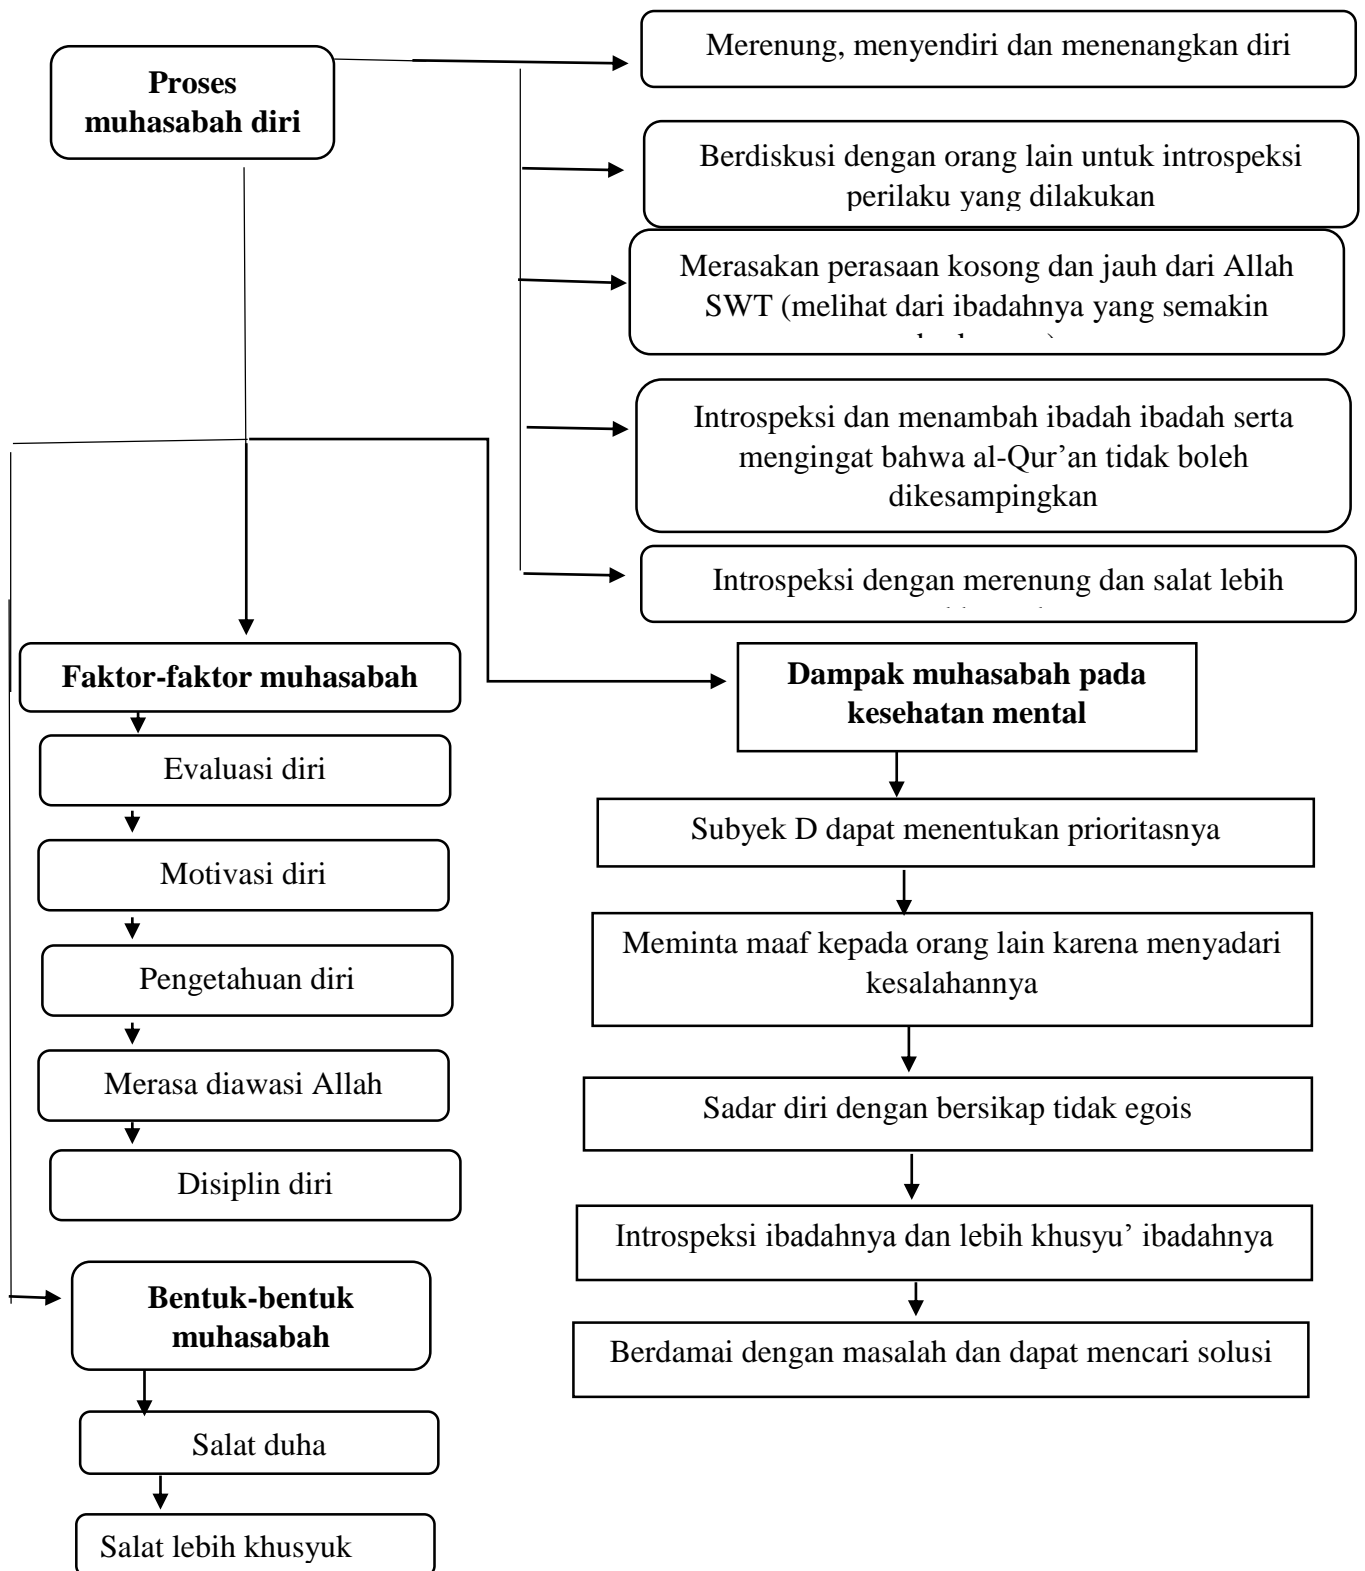 Proses
muhasabah diri
Merenung, menyendiri dan menenangkan diri
Berdiskusi dengan orang lain untuk introspeksi
perilaku yang dilakukan
Merasakan perasaan kosong dan jauh dari Allah
SWT (melihat dari ibadahnya yang semakin
Introspeksi dan menambah ibadah ibadah serta
mengingat bahwa al-Qur’an tidak boleh
dikesampingkan
Introspeksi dengan merenung dan salat lebih
Faktor-faktor muhasabah
Evaluasi diri
Motivasi diri
Pengetahuan diri
Merasa diawasi Allah
Disiplin diri
Bentuk-bentuk
muhasabah
Salat duha
Salat lebih khusyuk
Dampak muhasabah pada
kesehatan mental
Subyek D dapat menentukan prioritasnya
Meminta maaf kepada orang lain karena menyadari
kesalahannya
Sadar diri dengan bersikap tidak egois
Introspeksi ibadahnya dan lebih khusyu’ ibadahnya
Berdamai dengan masalah dan dapat mencari solusi